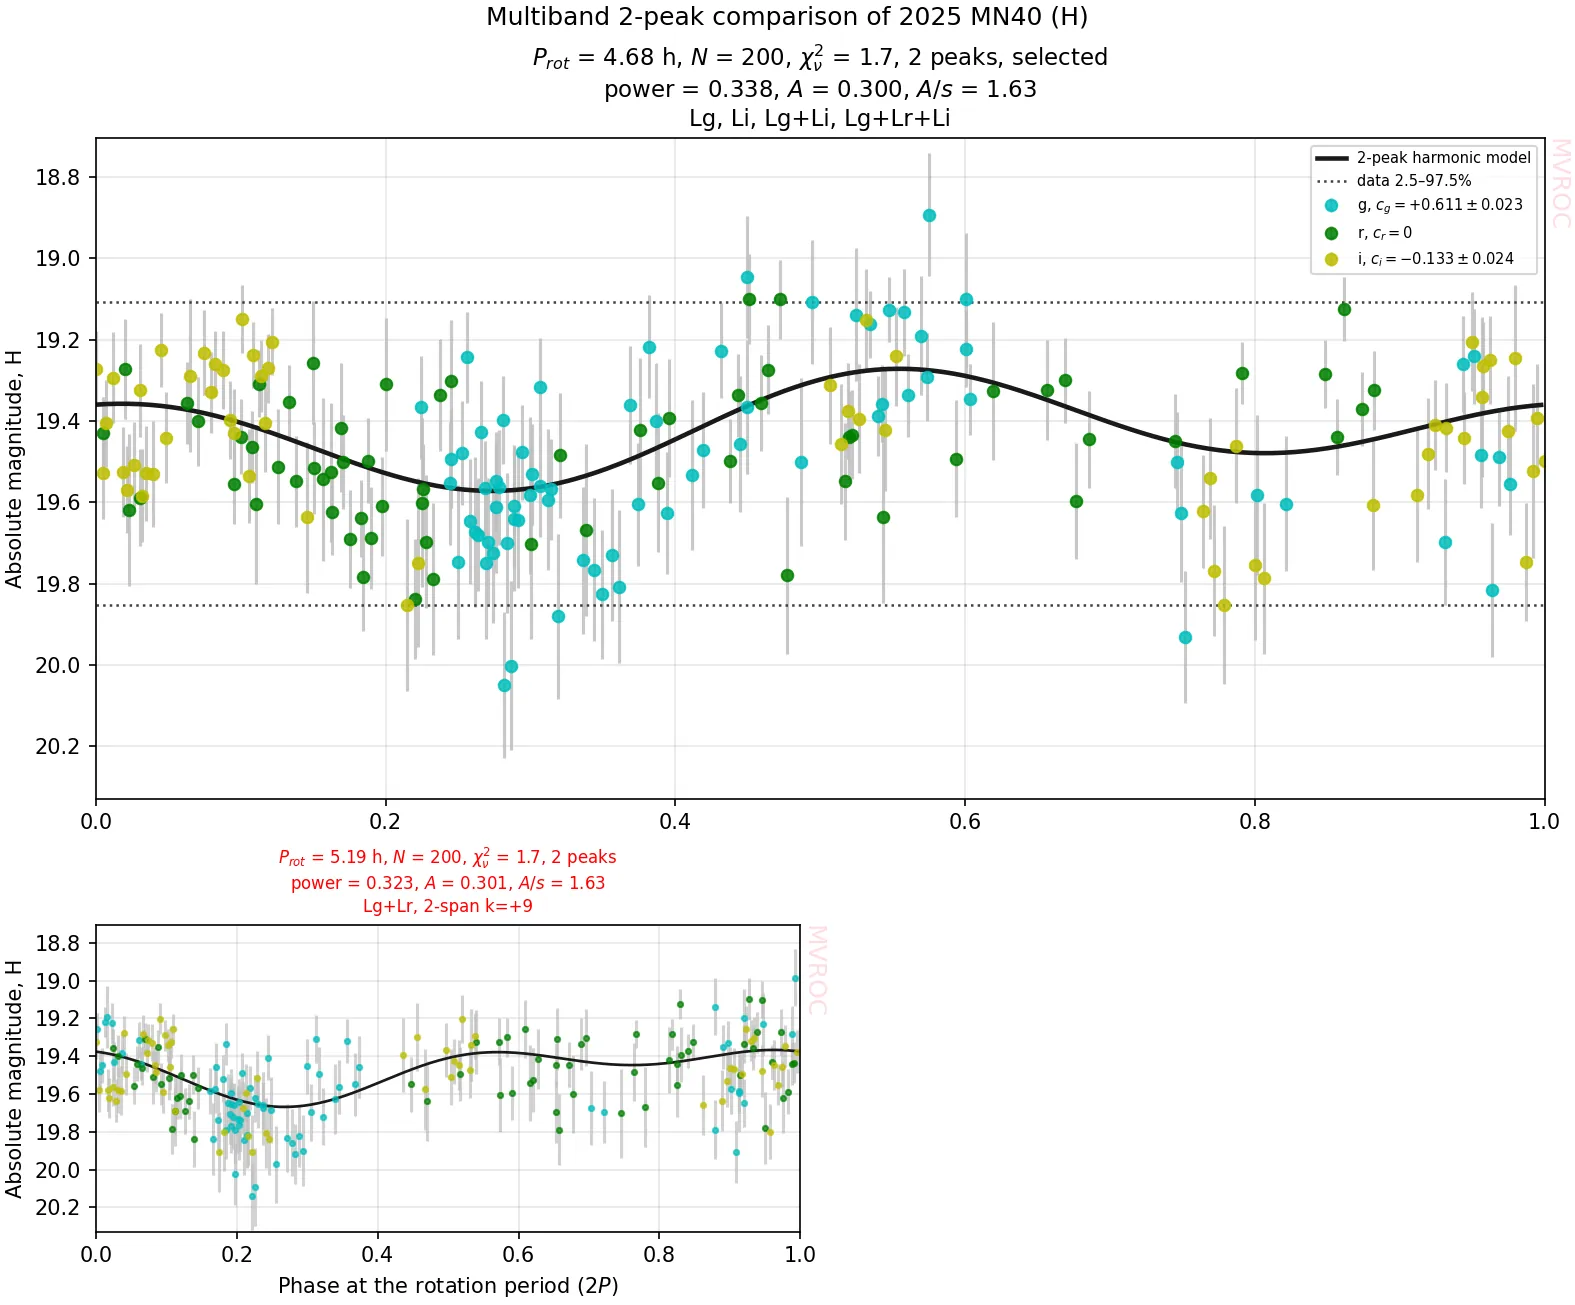 Multiband 2-peak comparison of 2025 MN40 (H)
P_rot = 4.68 h, N = 200, χ²_ν = 1.7, 2 peaks, selected
power = 0.338, A = 0.300, A/s = 1.63
Lg, Li, Lg+Li, Lg+Lr+Li
MVROC
2-peak harmonic model
data 2.5–97.5%
g, c_g = +0.611 ± 0.023
r, c_r = 0
i, c_i = −0.133 ± 0.024
Absolute magnitude, H
18.8
19.0
19.2
19.4
19.6
19.8
20.0
20.2
0.0 0.2 0.4 0.6 0.8 1.0
P_rot = 5.19 h, N = 200, χ²_ν = 1.7, 2 peaks
power = 0.323, A = 0.301, A/s = 1.63
Lg+Lr, 2-span k=+9
MVROC
Absolute magnitude, H
18.8
19.0
19.2
19.4
19.6
19.8
20.0
20.2
0.0 0.2 0.4 0.6 0.8 1.0
Phase at the rotation period (2P)